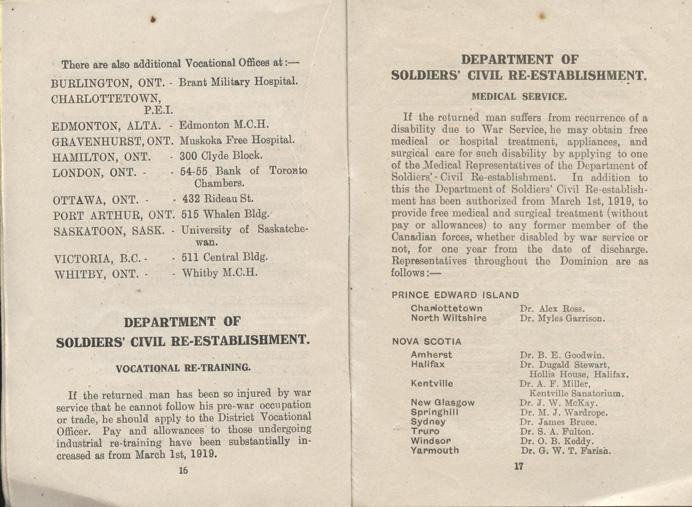 There are also additional Vocational Offices at :—
BURLINGTON, ONT. - Brant Military Hospital.
CHARLOTTETOWN,
P.E.I.
EDMONTON, ALTA. - Edmonton M.C.H.
GRAVENHURST, ONT. Muskoka Free Hospital.
HAMILTON, ONT. - 300 Clyde Block.
LONDON, ONT. - - 54-55 Bank of Toronto
Chambers.
OTTAWA, ONT. - - 432 Rideau St.
PORT ARTHUR, ONT. 515 Whalen Bldg.
SASKATOON, SASK. - University of Saskatche-
wan.
VICTORIA, B.C. - - 511 Central Bldg.
WHITBY, ONT. - - Whitby M.C.H.
DEPARTMENT OF
SOLDIERS' CIVIL RE-ESTABLISHMENT.
VOCATIONAL RE-TRAINING.
If the returned man has been so injured by war
service that he cannot follow his pre-war occupation
or trade, he should apply to the District Vocational
Officer. Pay and allowances to those undergoing
industrial re-training have been substantially in-
creased as from March 1st, 1919.
16
DEPARTMENT OF
SOLDIERS' CIVIL RE-ESTABLISHMENT.
MEDICAL SERVICE.
If the returned man suffers from recurrence of a
disability due to War Service, he may obtain free
medical or hospital treatment, appliances, and
surgical care for such disability by applying to one
of the Medical Representatives of the Department of
Soldiers' Civil Re-establishment. In addition to
this the Department of Soldiers' Civil Re-establish-
ment has been authorized from March 1st, 1919, to
provide free medical and surgical treatment (without
pay or allowances) to any former member of the
Canadian forces, whether disabled by war service or
not, for one year from the date of discharge.
Representatives throughout the Dominion are as
follows :—
PRINCE EDWARD ISLAND
Charlottetown Dr. Alex Ross.
North Wiltshire Dr. Myles Garrison.
NOVA SCOTIA
Amherst Dr. B. E. Goodwin.
Halifax Dr. Dugald Stewart,
Hollis House, Halifax.
Kentville Dr. A. F. Miller,
Kentville Sanatorium.
New Glasgow Dr. J. W. McKay.
Springhill Dr. M. J. Wardrope.
Sydney Dr. James Bruce.
Truro Dr. S. A. Fulton.
Windsor Dr. O. B. Keddy.
Yarmouth Dr. G. W. T. Farish.
17